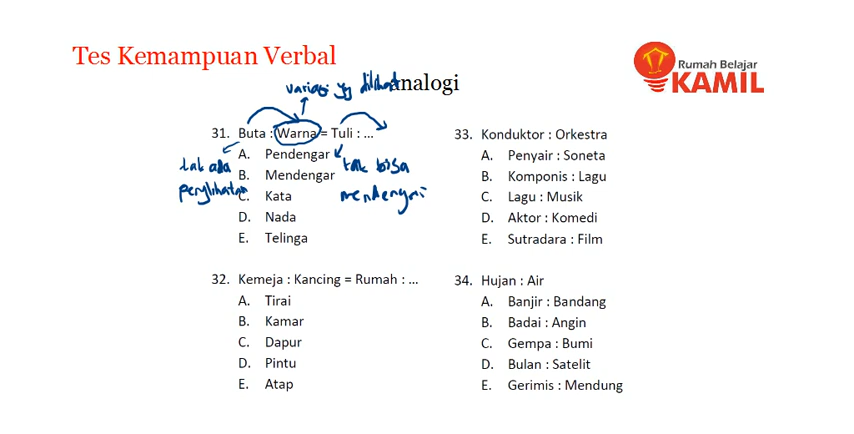 Tes Kemampuan Verbal
Rumah Belajar
KAMIL
variasi yg dilihat
nalogi
31. Buta : Warna = Tuli : ...
A. Pendengar
B. Mendengar
C. Kata
D. Nada
E. Telinga
tak ada
penglihatan
tak bisa
mendengar
32. Kemeja : Kancing = Rumah : ...
A. Tirai
B. Kamar
C. Dapur
D. Pintu
E. Atap
33. Konduktor : Orkestra
A. Penyair : Soneta
B. Komponis : Lagu
C. Lagu : Musik
D. Aktor : Komedi
E. Sutradara : Film
34. Hujan : Air
A. Banjir : Bandang
B. Badai : Angin
C. Gempa : Bumi
D. Bulan : Satelit
E. Gerimis : Mendung